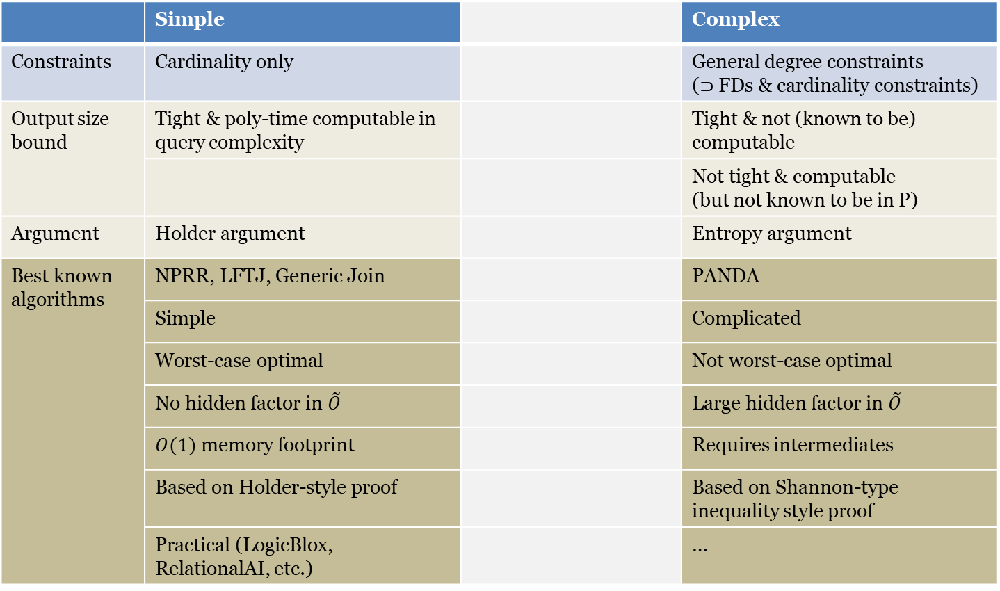 Simple
Complex
Constraints
Cardinality only
General degree constraints
(⊃ FDs & cardinality constraints)
Output size
bound
Tight & poly-time computable in
query complexity
Tight & not (known to be)
computable
Not tight & computable
(but not known to be in P)
Argument
Holder argument
Entropy argument
Best known
algorithms
NPRR, LFTJ, Generic Join
PANDA
Simple
Complicated
Worst-case optimal
Not worst-case optimal
No hidden factor in Õ
Large hidden factor in Õ
O(1) memory footprint
Requires intermediates
Based on Holder-style proof
Based on Shannon-type
inequality style proof
Practical (LogicBlox,
RelationalAI, etc.)
...